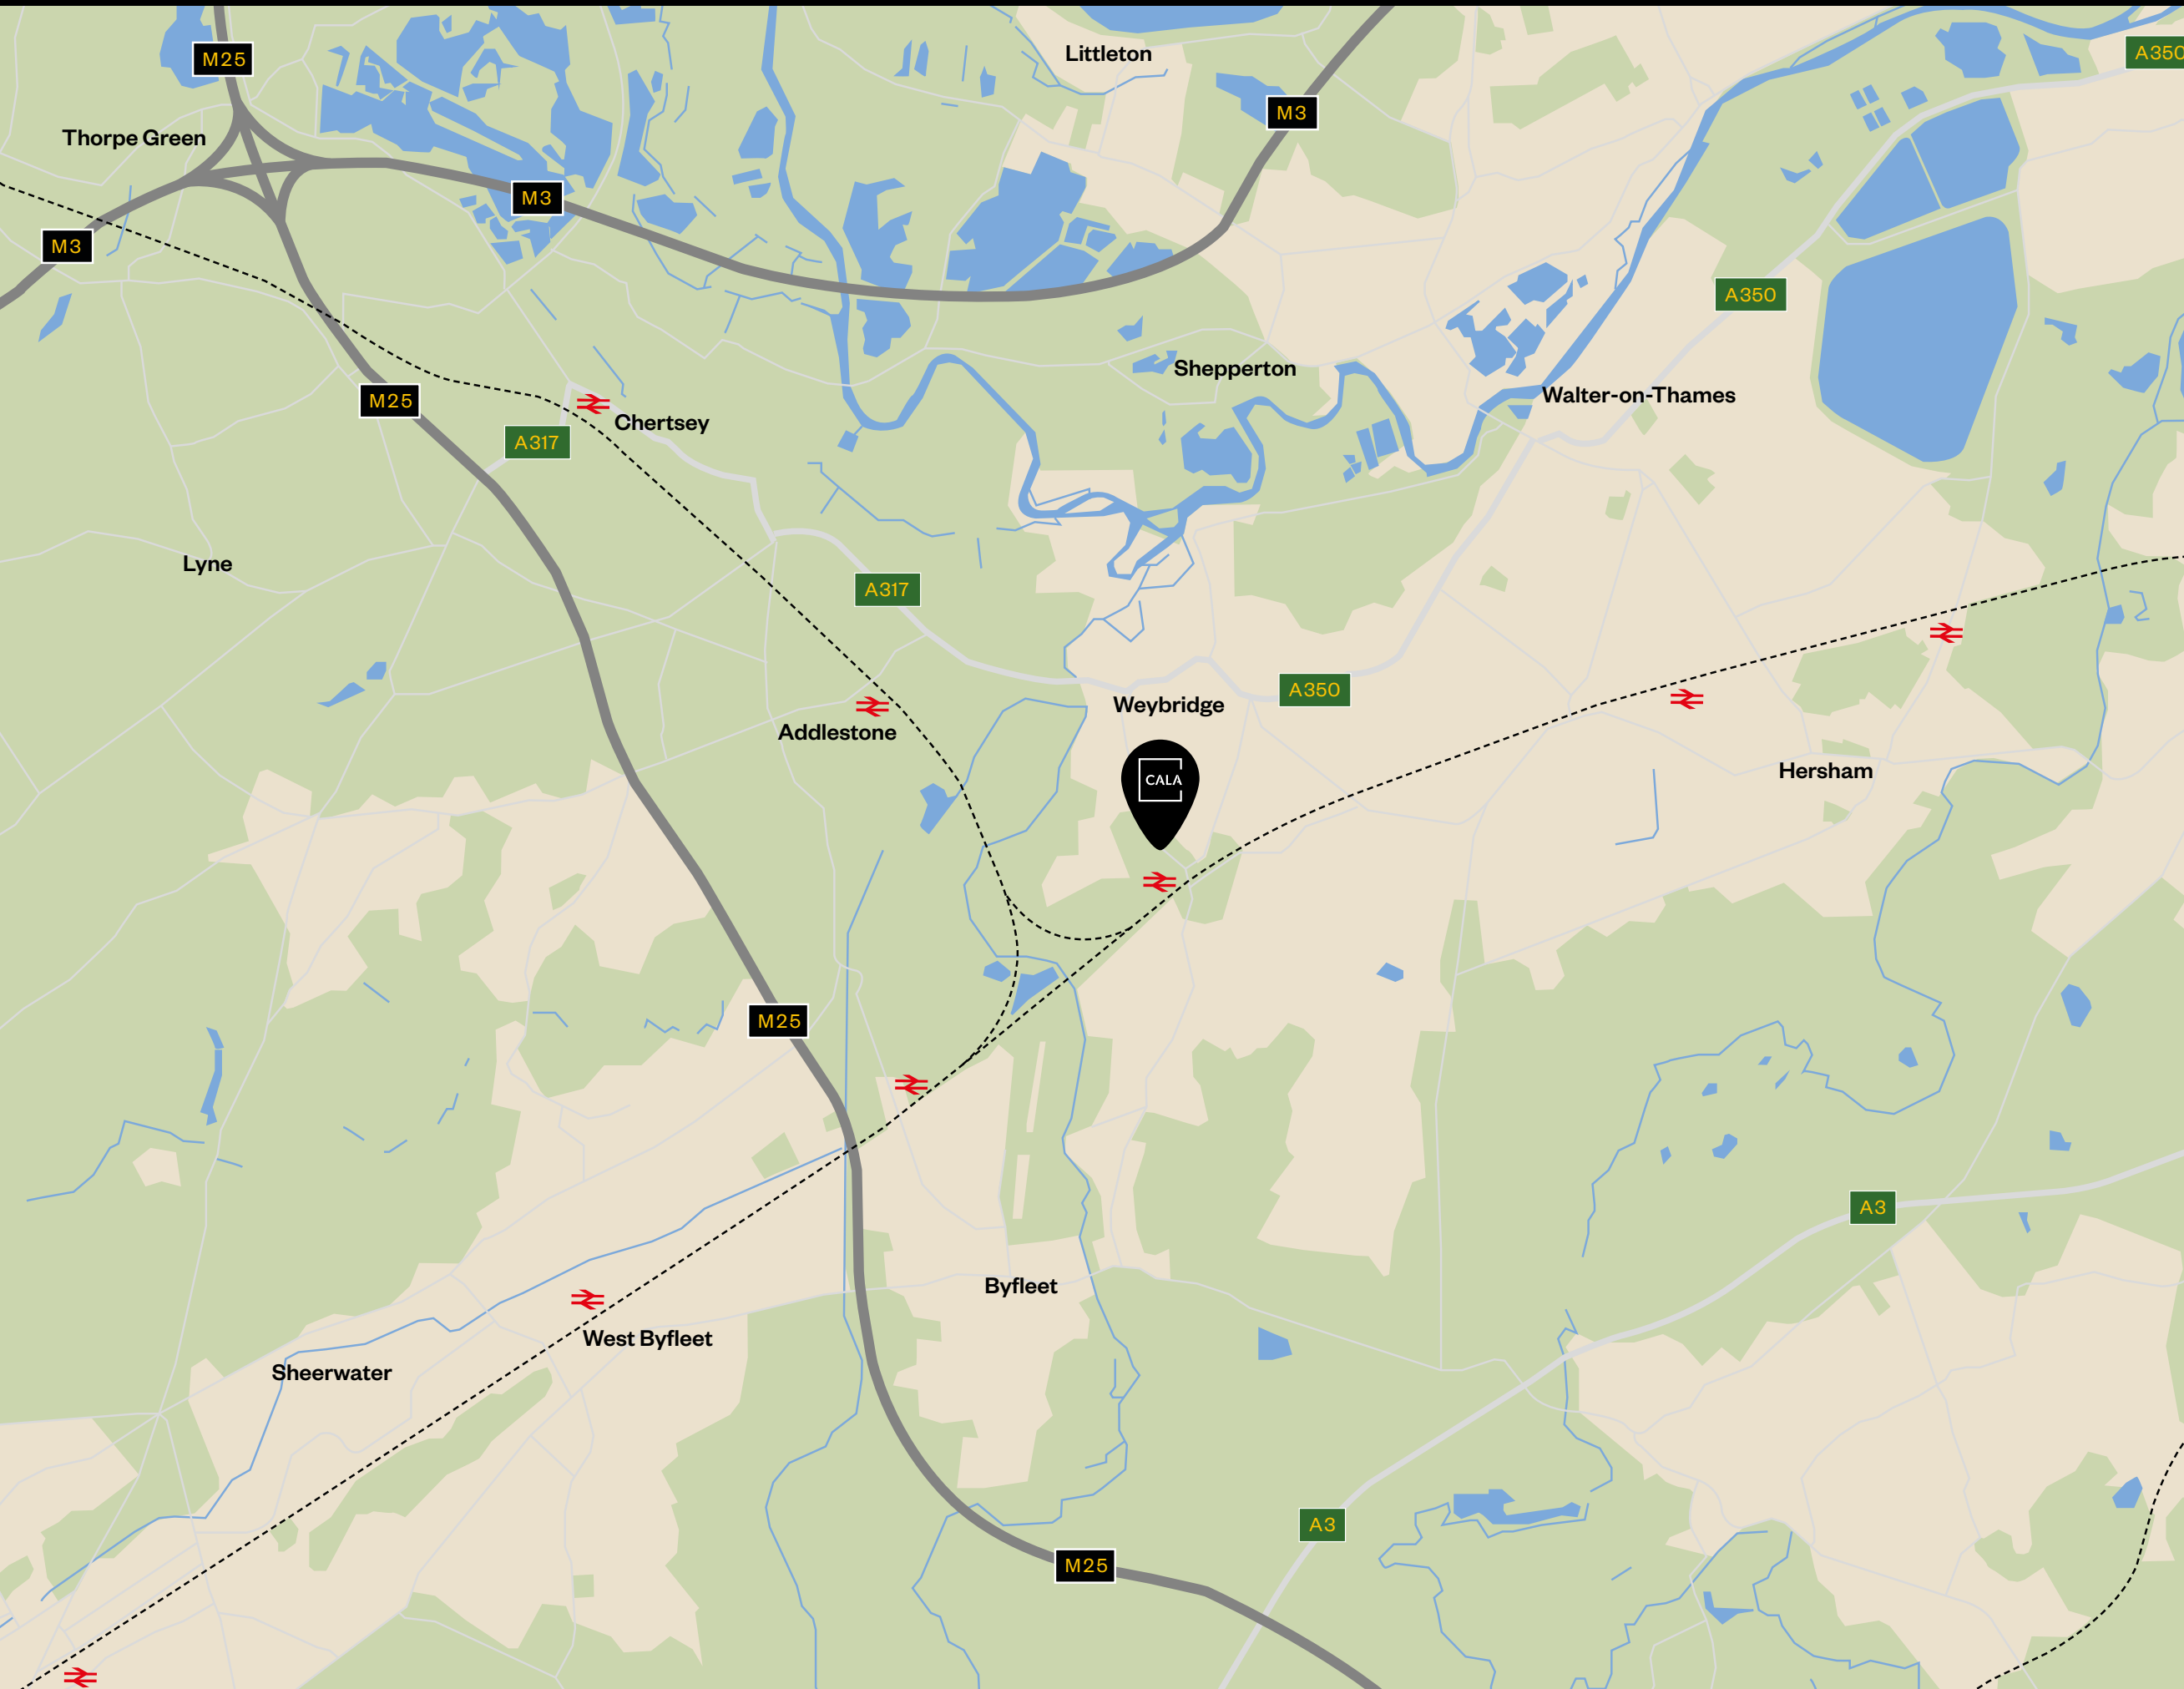 A350
Littleton
M25
M3
Thorpe Green
M3
M3
A350
Shepperton
Walter-on-Thames
M25
Chertsey
A317
Lyne
A317
A350
Weybridge
Addlestone
Hersham
CALA
M25
A3
Byfleet
West Byfleet
Sheerwater
A3
M25